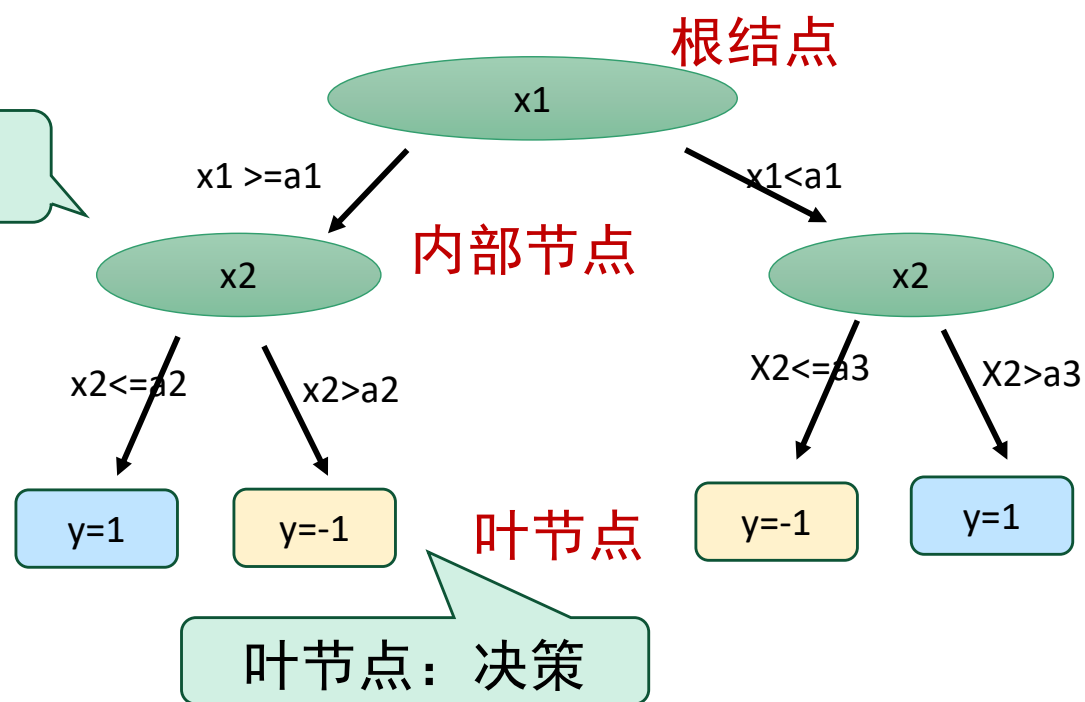 根结点
x1
x1 >=a1
x1<a1
x2
内部节点
x2
x2<=a2
x2>a2
X2<=a3
X2>a3
y=1
y=-1
叶节点
y=-1
y=1
叶节点：决策